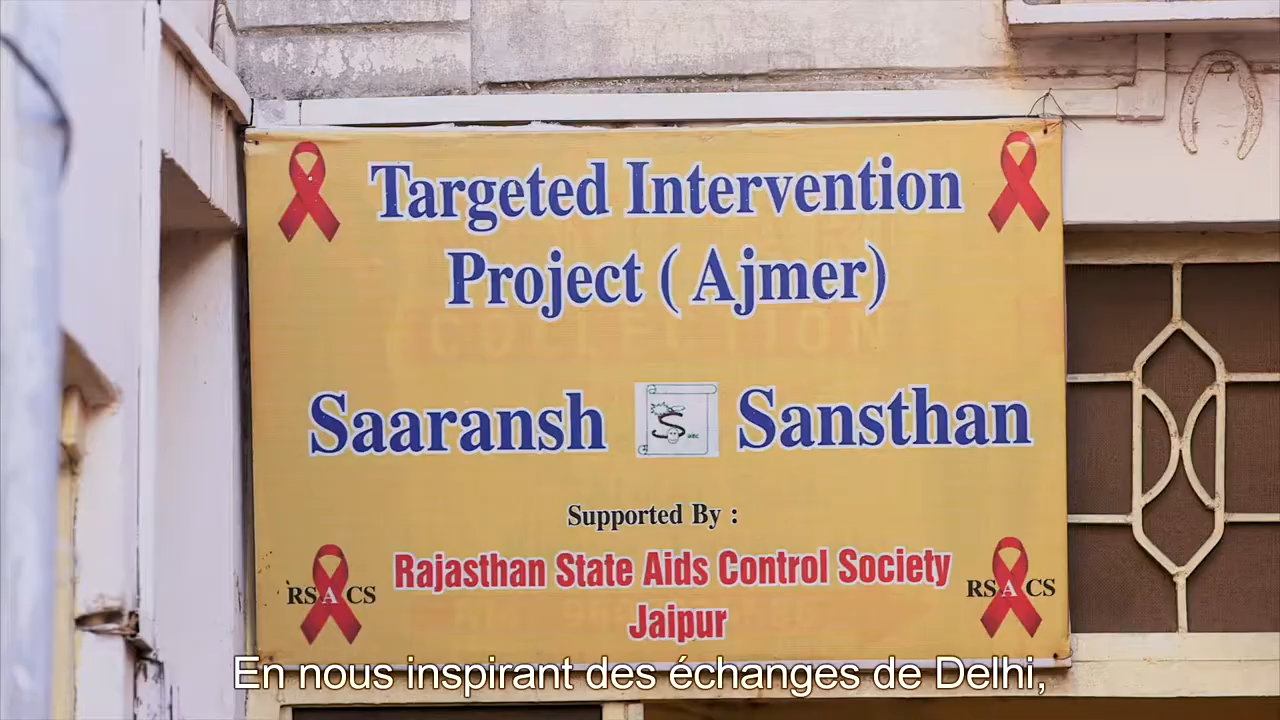 Targeted Intervention
Project ( Ajmer)
COLLECTION
Saaransh S Sansthan
Supported By :
RSACS Rajasthan State Aids Control Society RSACS
Jaipur
En nous inspirant des échanges de Delhi,